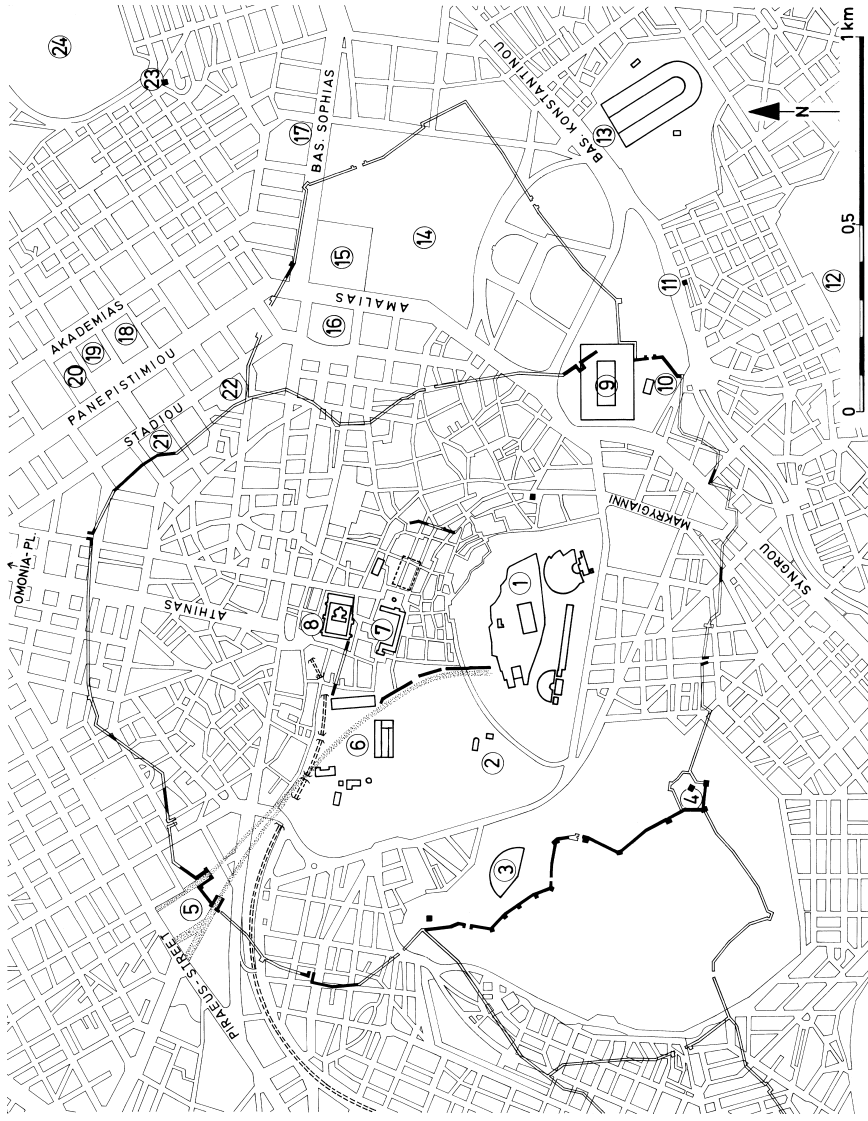 OMONIA-PL.
AKADEMIAS
PANEPISTIMIOU
STADIOU
ATHINAS
PIRAEUS-STREET
AMALIAS
BAS. SOPHIAS
BAS. KONSTANTINOU
MAKRYGIANNI
SYNGROU
N
0
0,5
1 km
1
2
3
4
5
6
7
8
9
10
11
12
13
14
15
16
17
18
19
20
21
22
23
24